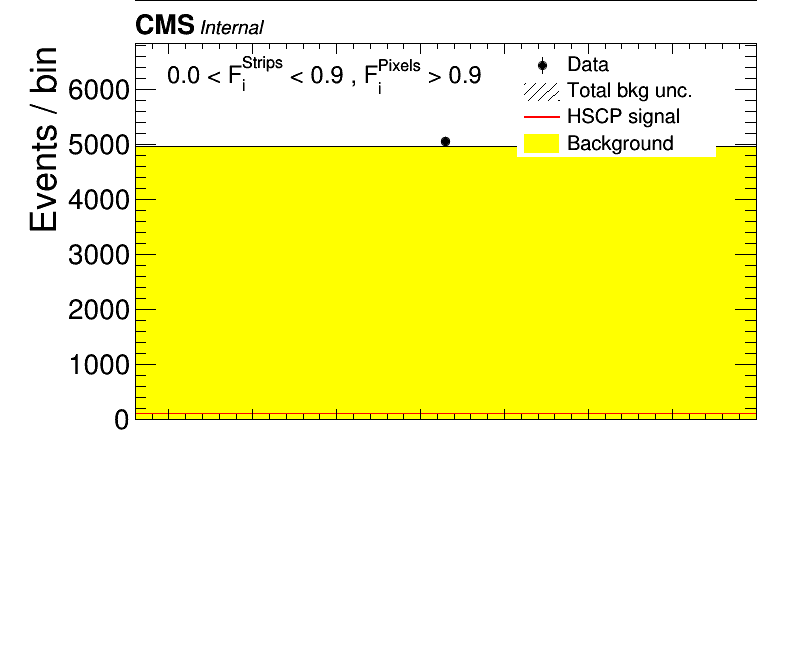 CMS Internal
Events / bin
0.0 < F_i^Strips < 0.9 , F_i^Pixels > 0.9
Data
Total bkg unc.
HSCP signal
Background
6000
5000
4000
3000
2000
1000
0